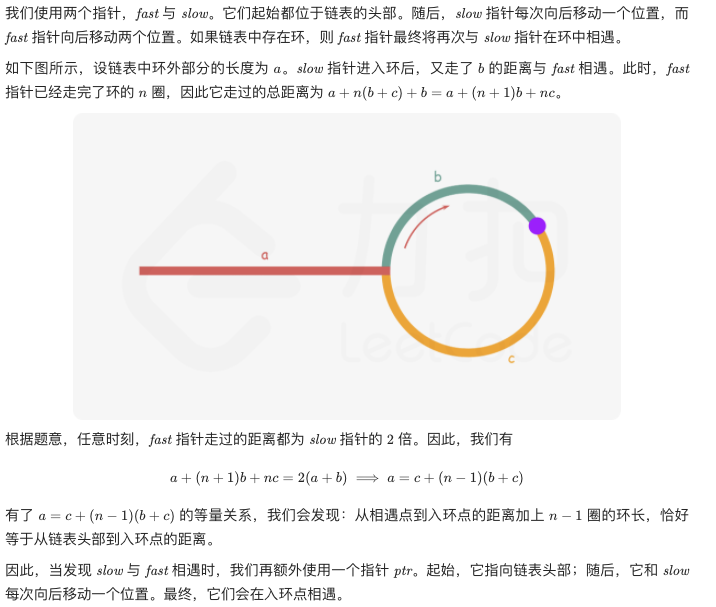 我们使用两个指针，fast 与 slow。它们起始都位于链表的头部。随后，slow 指针每次向后移动一个位置，而
fast 指针向后移动两个位置。如果链表中存在环，则 fast 指针最终将再次与 slow 指针在环中相遇。
如下图所示，设链表中环外部分的长度为 a。slow 指针进入环后，又走了 b 的距离与 fast 相遇。此时，fast
指针已经走完了环的 n 圈，因此它走过的总距离为 a + n(b + c) + b = a + (n + 1)b + nc。
b
a
力扣
LeetCode
c
根据题意，任意时刻，fast 指针走过的距离都为 slow 指针的 2 倍。因此，我们有
a + (n + 1)b + nc = 2(a + b) ⟹ a = c + (n − 1)(b + c)
有了 a = c + (n − 1)(b + c) 的等量关系，我们会发现：从相遇点到入环点的距离加上 n − 1 圈的环长，恰好
等于从链表头部到入环点的距离。
因此，当发现 slow 与 fast 相遇时，我们再额外使用一个指针 ptr。起始，它指向链表头部；随后，它和 slow
每次向后移动一个位置。最终，它们会在入环点相遇。